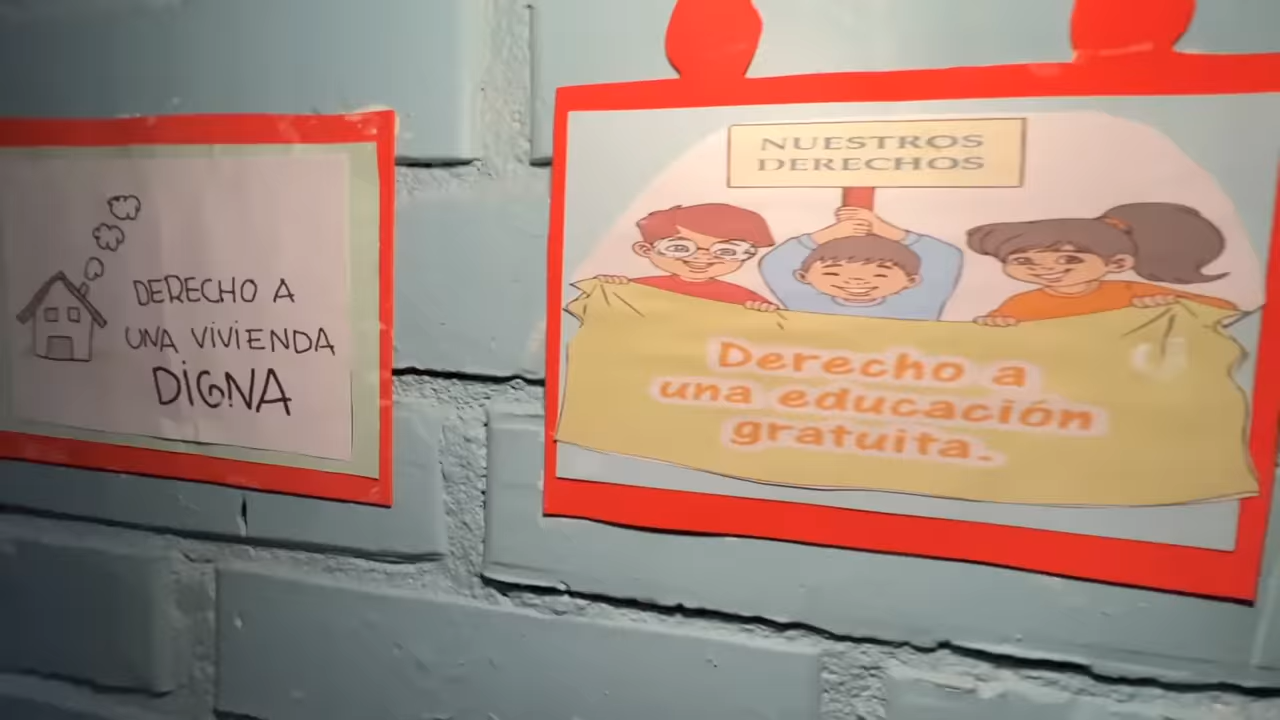 DERECHO A
UNA VIVIENDA
DIGNA
NUESTROS
DERECHOS
Derecho a
una educación
gratuita.